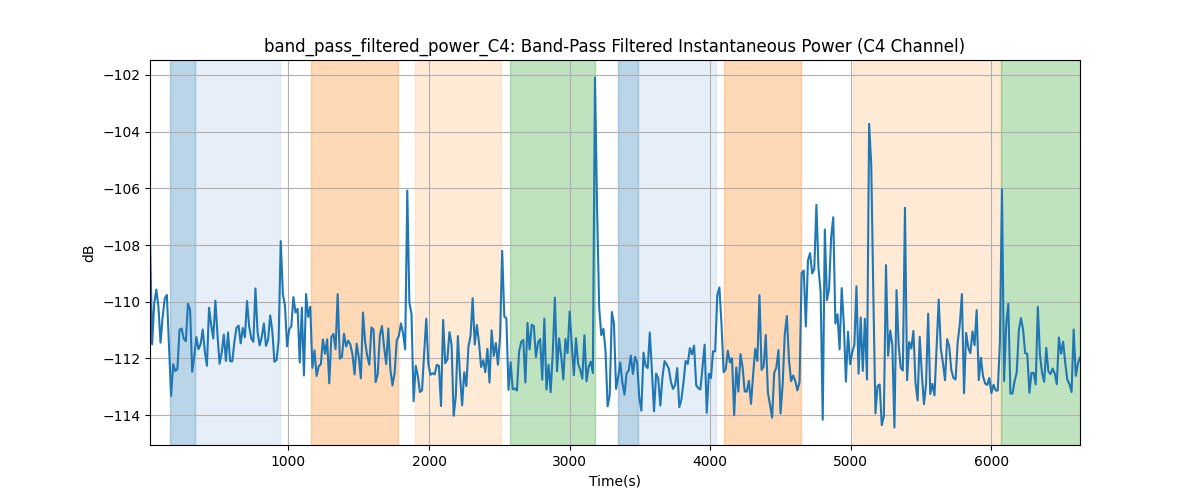 band_pass_filtered_power_C4: Band-Pass Filtered Instantaneous Power (C4 Channel)
−102
−104
−106
−108
−110
−112
−114
dB
1000 2000 3000 4000 5000 6000
Time(s)